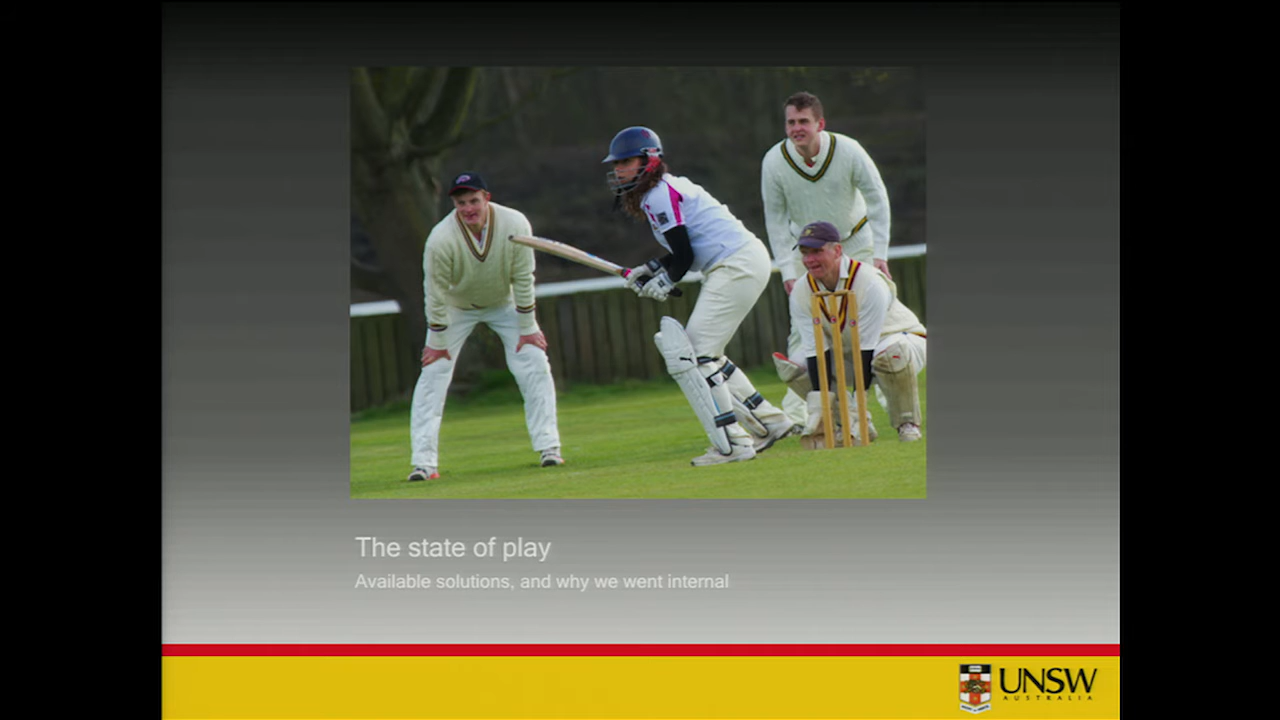 The state of play
Available solutions, and why we went internal
UNSW
AUSTRALIA